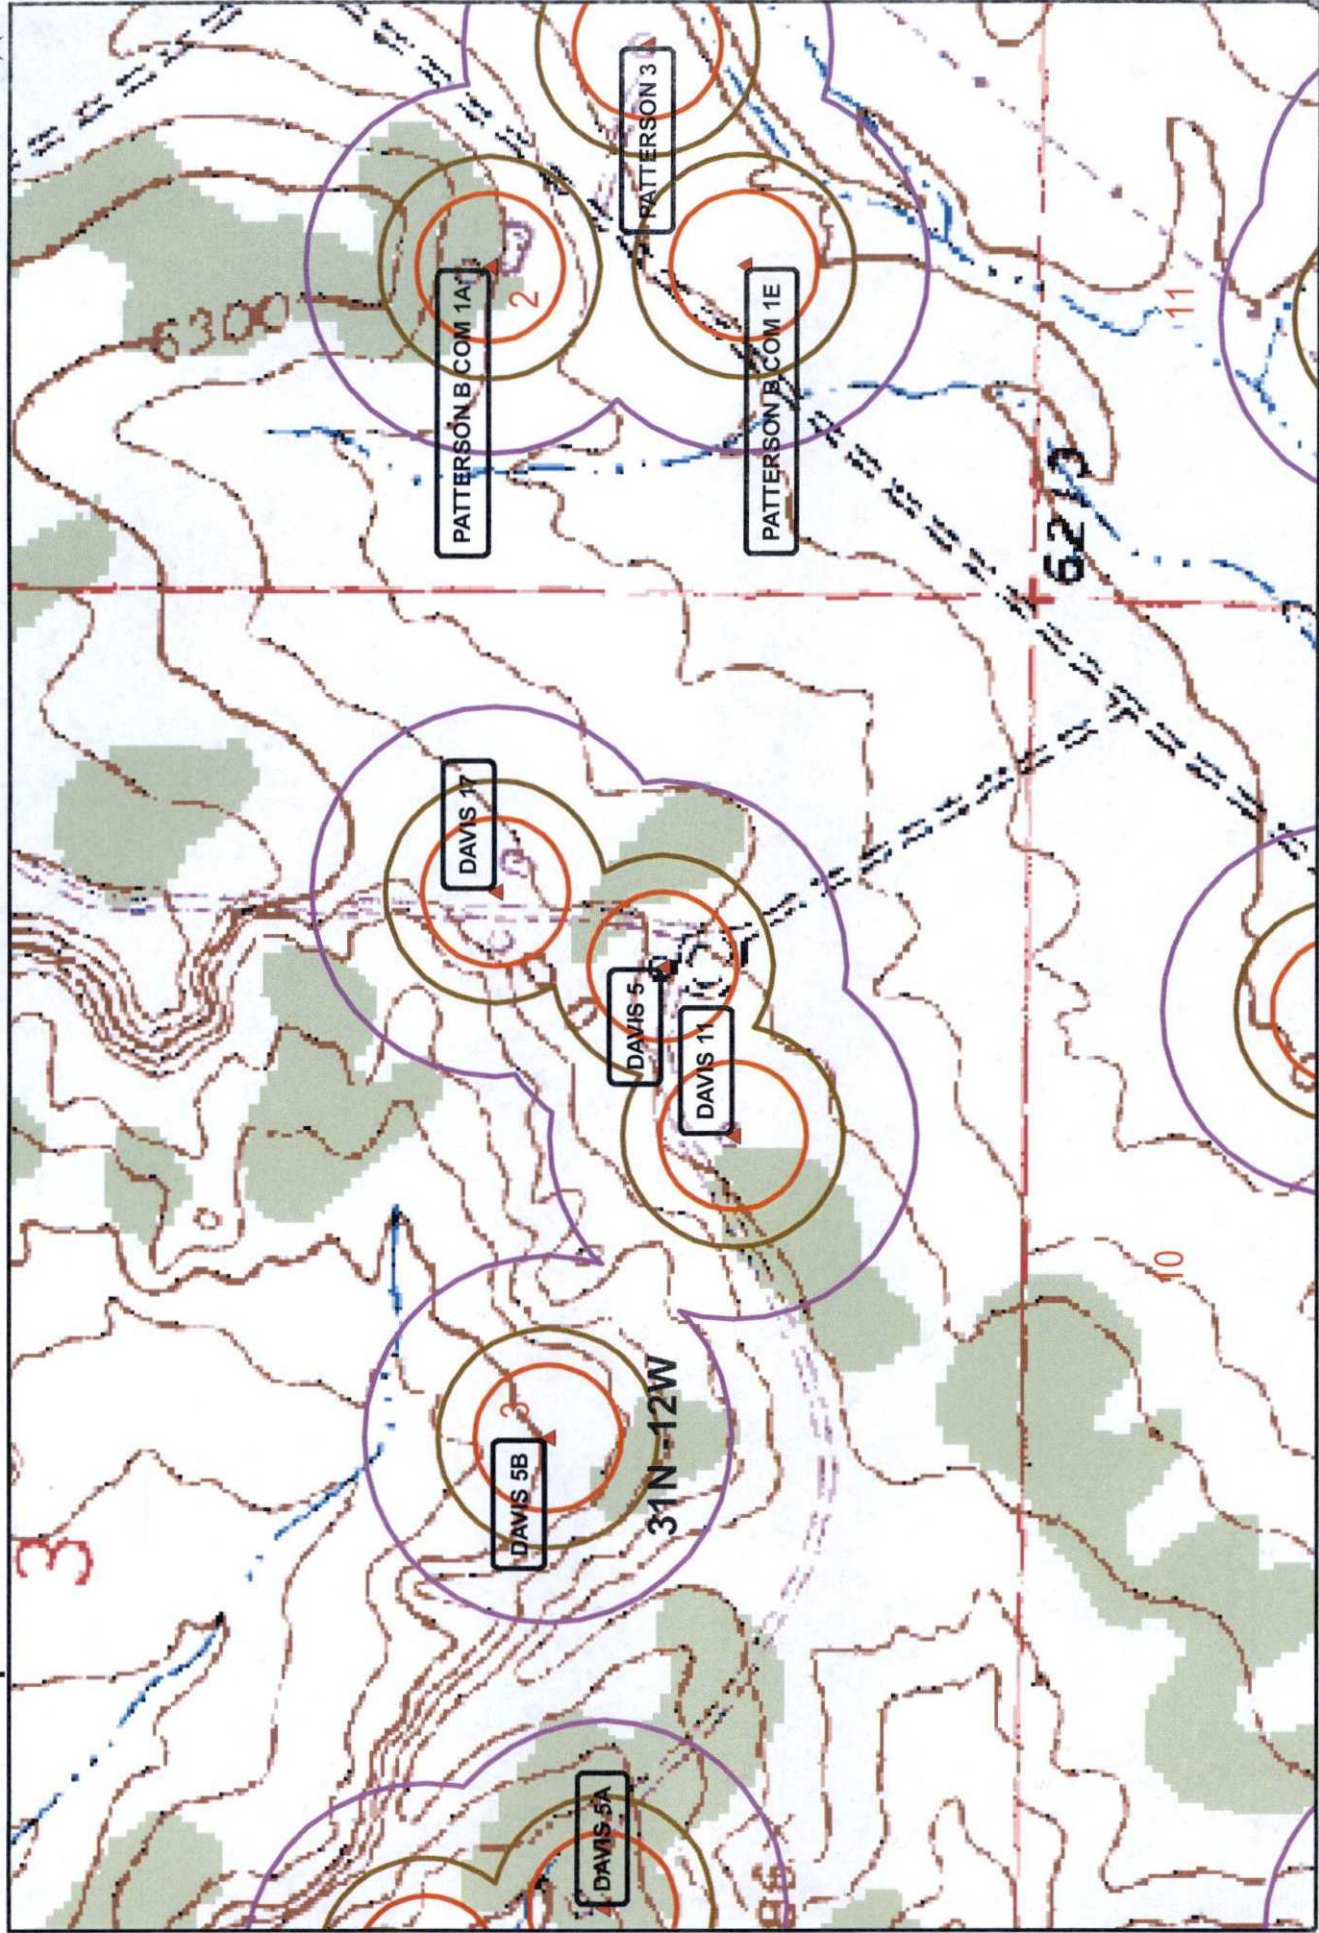 3
6300
PATTERSON B COM 1A
DAVIS 17
DAVIS 5B
3
2
DAVIS 5A
DAVIS 5
PATTERSON 3
31N-12W
DAVIS 11
PATTERSON B COM 1E
6213
10
11